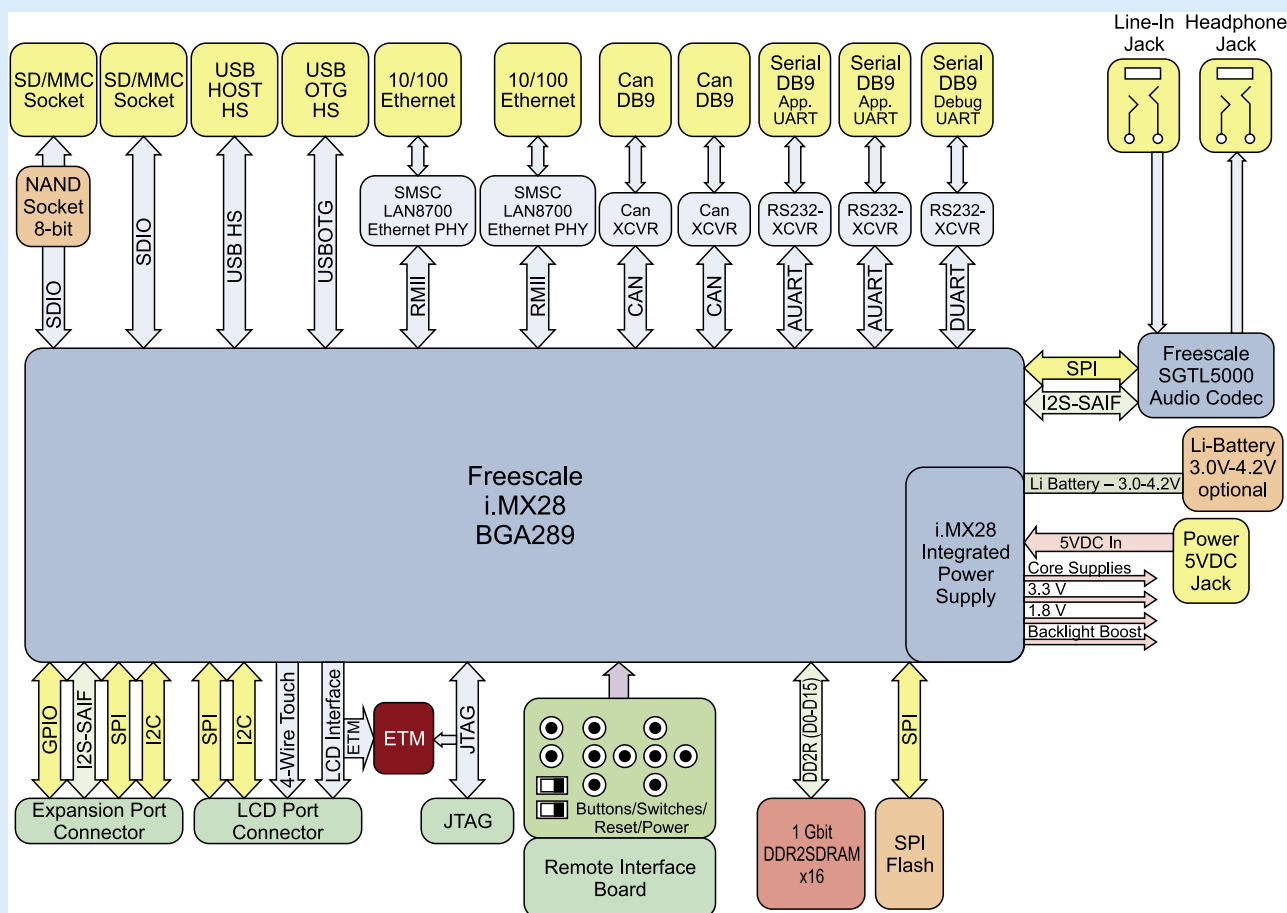 Line-In
Jack
Headphone
Jack
SD/MMC
Socket
SD/MMC
Socket
USB
HOST
HS
USB
OTG
HS
10/100
Ethernet
10/100
Ethernet
Can
DB9
Can
DB9
Serial
DB9
App.
UART
Serial
DB9
App.
UART
Serial
DB9
Debug
UART
NAND
Socket
8-bit
SMSC
LAN8700
Ethernet PHY
SMSC
LAN8700
Ethernet PHY
Can
XCVR
Can
XCVR
RS232-
XCVR
RS232-
XCVR
RS232-
XCVR
SDIO
SDIO
USB HS
USBOTG
RMII
RMII
CAN
CAN
AUART
AUART
DUART
SPI
I2S-SAIF
Freescale
SGTL5000
Audio Codec
Freescale
i.MX28
BGA289
Li Battery – 3.0-4.2V
Li-Battery
3.0V-4.2V
optional
i.MX28
Integrated
Power
Supply
5VDC In
Power
5VDC
Jack
Core Supplies
3.3 V
1.8 V
Backlight Boost
GPIO
I2S-SAIF
SPI
I2C
SPI
I2C
4-Wire Touch
LCD Interface
ETM
ETM
JTAG
DD2R (D0-D15)
SPI
Expansion Port
Connector
LCD Port
Connector
JTAG
Buttons/Switches/
Reset/Power
Remote Interface
Board
1 Gbit
DDR2SDRAM
x16
SPI
Flash